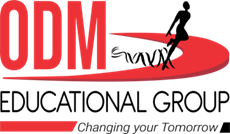 ODM
EDUCATIONAL GROUP
Changing your Tomorrow